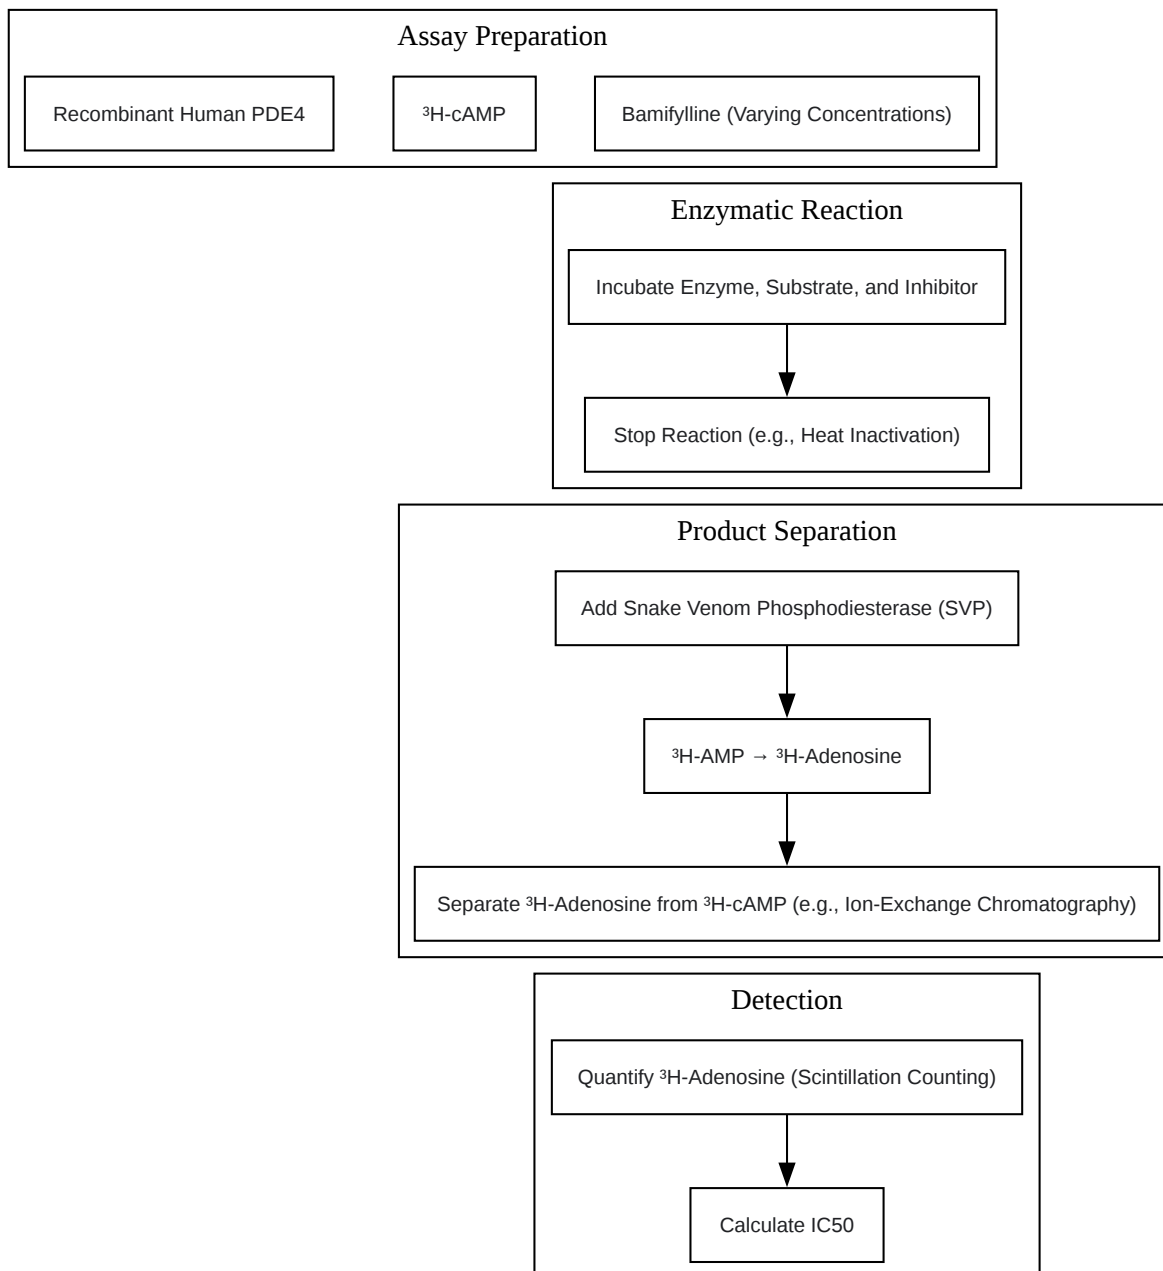 Assay Preparation
Recombinant Human PDE4
³H-cAMP
Bamifylline (Varying Concentrations)
Enzymatic Reaction
Incubate Enzyme, Substrate, and Inhibitor
Stop Reaction (e.g., Heat Inactivation)
Product Separation
Add Snake Venom Phosphodiesterase (SVP)
³H-AMP → ³H-Adenosine
Separate ³H-Adenosine from ³H-cAMP (e.g., Ion-Exchange Chromatography)
Detection
Quantify ³H-Adenosine (Scintillation Counting)
Calculate IC50